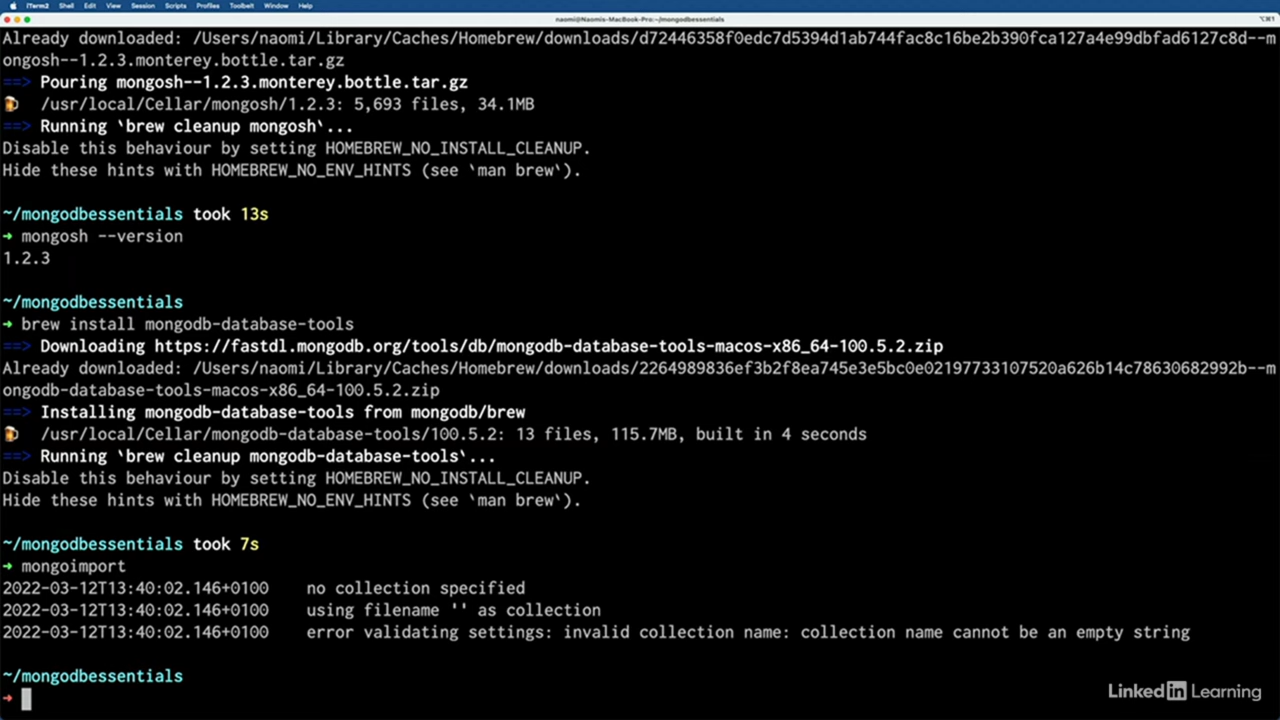 iTerm2 Shell Edit View Session Scripts Profiles Toolbelt Window Help
naomi@Naomis-MacBook-Pro:~/mongodbessentials
⌥⌘1
Already downloaded: /Users/naomi/Library/Caches/Homebrew/downloads/d72446358f0edc7d5394d1ab744fac8c16be2b390fca127a4e99dbfad6127c8d--m
ongosh--1.2.3.monterey.bottle.tar.gz
==> Pouring mongosh--1.2.3.monterey.bottle.tar.gz
🍺 /usr/local/Cellar/mongosh/1.2.3: 5,693 files, 34.1MB
==> Running `brew cleanup mongosh`...
Disable this behaviour by setting HOMEBREW_NO_INSTALL_CLEANUP.
Hide these hints with HOMEBREW_NO_ENV_HINTS (see `man brew`).
~/mongodbessentials took 13s
➜ mongosh --version
1.2.3
~/mongodbessentials
➜ brew install mongodb-database-tools
==> Downloading https://fastdl.mongodb.org/tools/db/mongodb-database-tools-macos-x86_64-100.5.2.zip
Already downloaded: /Users/naomi/Library/Caches/Homebrew/downloads/2264989836ef3b2f8ea745e3e5bc0e02197733107520a626b14c78630682992b--m
ongodb-database-tools-macos-x86_64-100.5.2.zip
==> Installing mongodb-database-tools from mongodb/brew
🍺 /usr/local/Cellar/mongodb-database-tools/100.5.2: 13 files, 115.7MB, built in 4 seconds
==> Running `brew cleanup mongodb-database-tools`...
Disable this behaviour by setting HOMEBREW_NO_INSTALL_CLEANUP.
Hide these hints with HOMEBREW_NO_ENV_HINTS (see `man brew`).
~/mongodbessentials took 7s
➜ mongoimport
2022-03-12T13:40:02.146+0100 no collection specified
2022-03-12T13:40:02.146+0100 using filename '' as collection
2022-03-12T13:40:02.146+0100 error validating settings: invalid collection name: collection name cannot be an empty string
~/mongodbessentials
➜
LinkedIn Learning